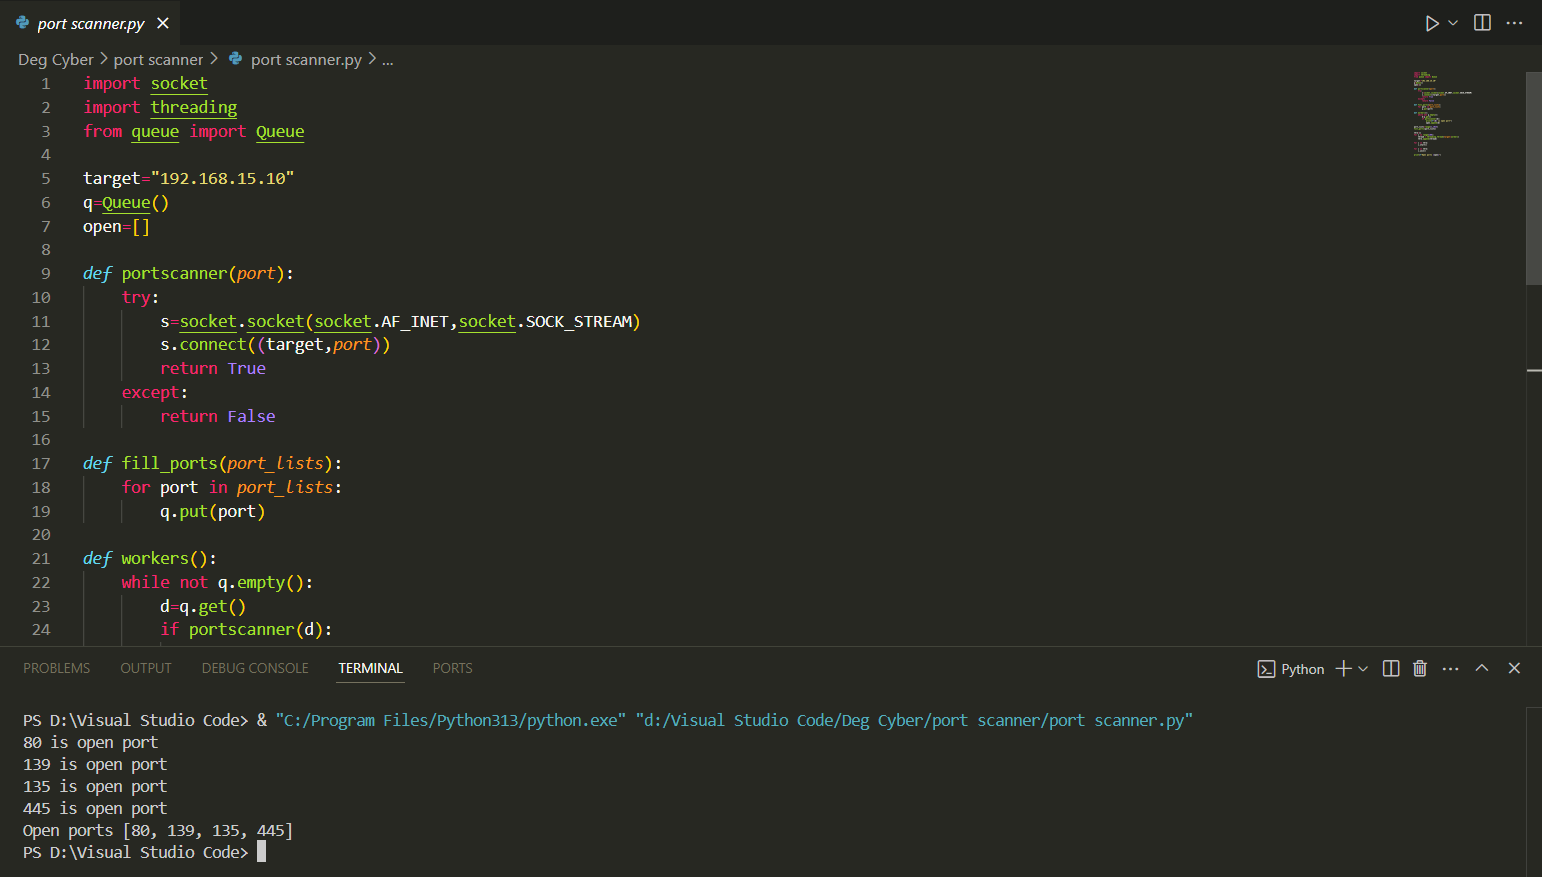 port scanner.py
Deg Cyber > port scanner > port scanner.py > ...
1 import socket
2 import threading
3 from queue import Queue
4
5 target="192.168.15.10"
6 q=Queue()
7 open=[]
8
9 def portscanner(port):
10 try:
11 s=socket.socket(socket.AF_INET,socket.SOCK_STREAM)
12 s.connect((target,port))
13 return True
14 except:
15 return False
16
17 def fill_ports(port_lists):
18 for port in port_lists:
19 q.put(port)
20
21 def workers():
22 while not q.empty():
23 d=q.get()
24 if portscanner(d):
PROBLEMS OUTPUT DEBUG CONSOLE TERMINAL PORTS Python
PS D:\Visual Studio Code> & "C:/Program Files/Python313/python.exe" "d:/Visual Studio Code/Deg Cyber/port scanner/port scanner.py"
80 is open port
139 is open port
135 is open port
445 is open port
Open ports [80, 139, 135, 445]
PS D:\Visual Studio Code>